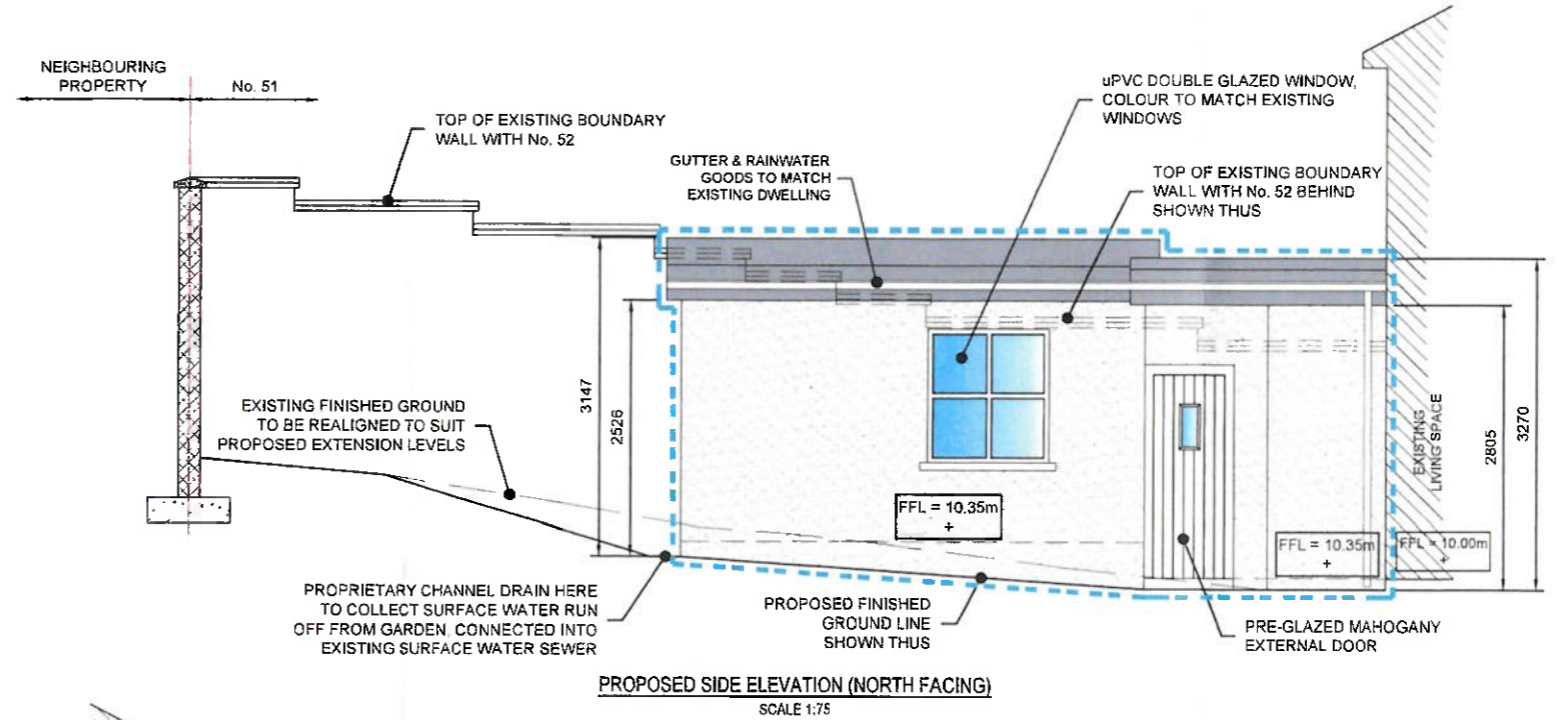 NEIGHBOURING
PROPERTY
No. 51
TOP OF EXISTING BOUNDARY
WALL WITH No. 52
GUTTER & RAINWATER
GOODS TO MATCH
EXISTING DWELLING
uPVC DOUBLE GLAZED WINDOW,
COLOUR TO MATCH EXISTING
WINDOWS
TOP OF EXISTING BOUNDARY
WALL WITH No. 52 BEHIND
SHOWN THUS
EXISTING FINISHED GROUND
TO BE REALIGNED TO SUIT
PROPOSED EXTENSION LEVELS
3147
2526
FFL = 10.35m
+
EXISTING
LIVING SPACE
2805
3270
FFL = 10.35m
+
FFL = 10.00m
+
PROPRIETARY CHANNEL DRAIN HERE
TO COLLECT SURFACE WATER RUN
OFF FROM GARDEN, CONNECTED INTO
EXISTING SURFACE WATER SEWER
PROPOSED FINISHED
GROUND LINE
SHOWN THUS
PRE-GLAZED MAHOGANY
EXTERNAL DOOR
PROPOSED SIDE ELEVATION (NORTH FACING)
SCALE 1:75